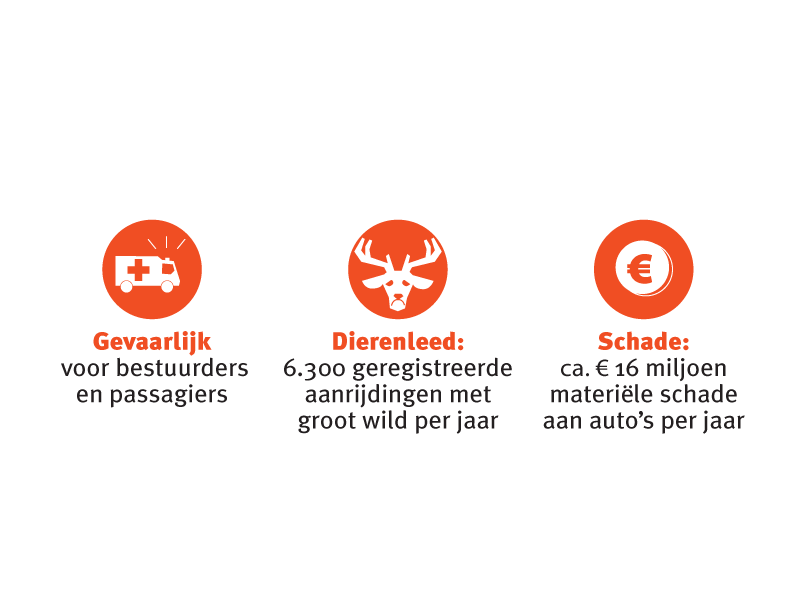 Gevaarlijk
voor bestuurders
en passagiers
Dierenleed:
6.300 geregistreerde
aanrijdingen met
groot wild per jaar
€
Schade:
ca. € 16 miljoen
materiële schade
aan auto's per jaar